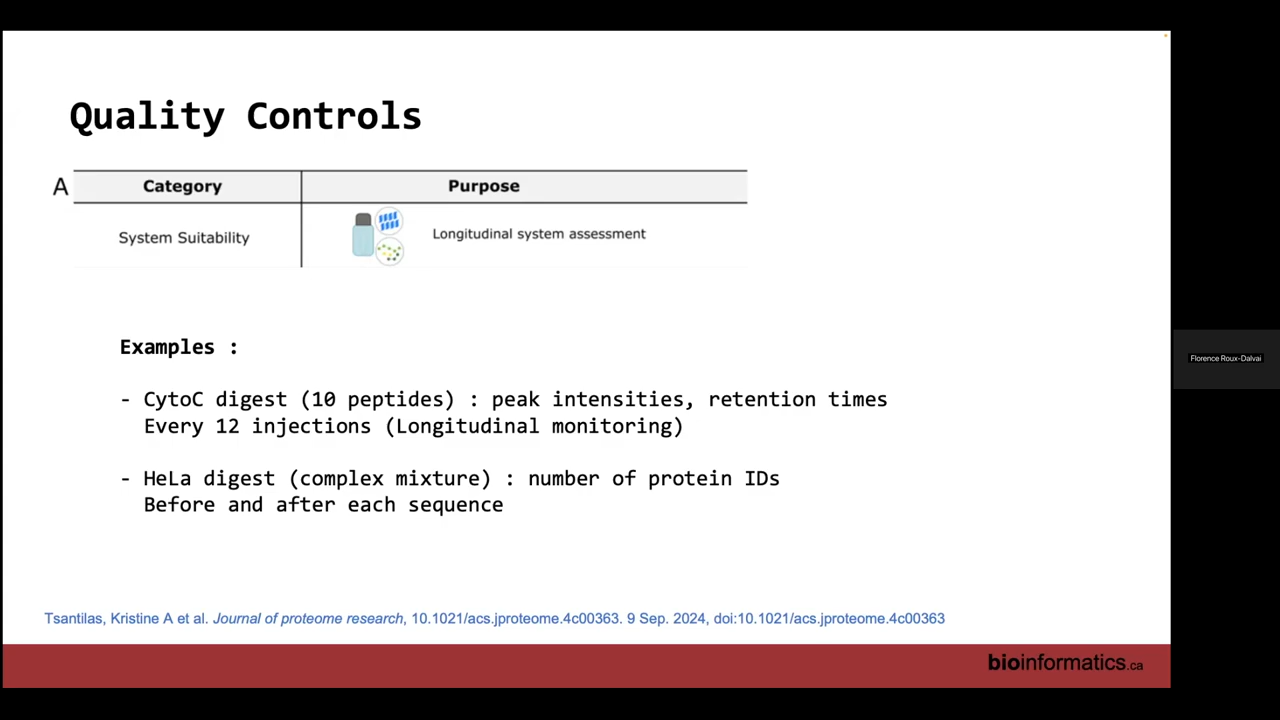 Quality Controls
A
Category Purpose
System Suitability Longitudinal system assessment
Examples :
- CytoC digest (10 peptides) : peak intensities, retention times
Every 12 injections (Longitudinal monitoring)
- HeLa digest (complex mixture) : number of protein IDs
Before and after each sequence
Florence Roux-Dalvai
Tsantilas, Kristine A et al. Journal of proteome research, 10.1021/acs.jproteome.4c00363. 9 Sep. 2024, doi:10.1021/acs.jproteome.4c00363
bioinformatics.ca